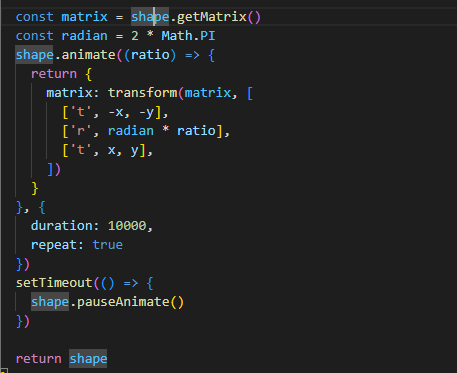 const matrix = shape.getMatrix()
const radian = 2 * Math.PI
shape.animate((ratio) => {
  return {
    matrix: transform(matrix, [
      ['t', -x, -y],
      ['r', radian * ratio],
      ['t', x, y],
    ])
  }
}, {
  duration: 10000,
  repeat: true
})
setTimeout(() => {
  shape.pauseAnimate()
})

return shape